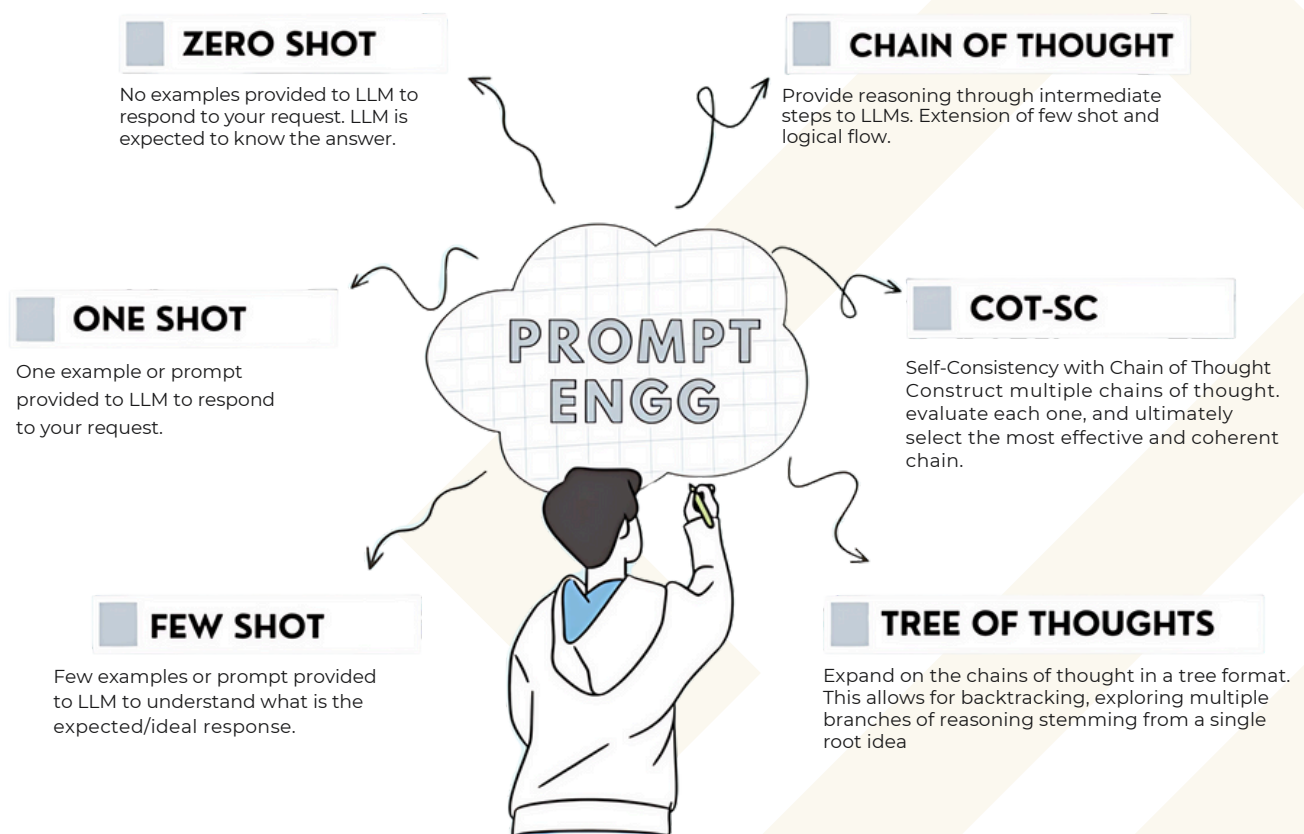 ZERO SHOT
No examples provided to LLM to
respond to your request. LLM is
expected to know the answer.
CHAIN OF THOUGHT
Provide reasoning through intermediate
steps to LLMs. Extension of few shot and
logical flow.
ONE SHOT
One example or prompt
provided to LLM to respond
to your request.
PROMPT
ENGG
COT-SC
Self-Consistency with Chain of Thought
Construct multiple chains of thought.
evaluate each one, and ultimately
select the most effective and coherent
chain.
FEW SHOT
Few examples or prompt provided
to LLM to understand what is the
expected/ideal response.
TREE OF THOUGHTS
Expand on the chains of thought in a tree format.
This allows for backtracking, exploring multiple
branches of reasoning stemming from a single
root idea